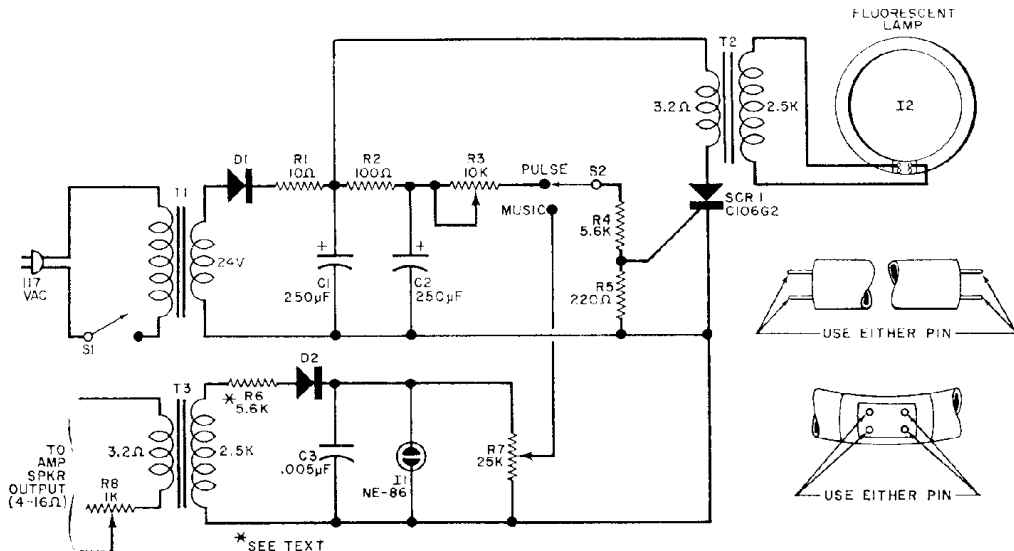 FLUORESCENT
LAMP
T2
3.2Ω
2.5K
I2
D1
R1
10Ω
R2
100Ω
R3
10K
PULSE
S2
MUSIC
SCR I
C106G2
T1
24V
R4
5.6K
R5
22CΩ
117
VAC
S1
+
C1
250µF
+
C2
25CµF
USE EITHER PIN
T3
D2
*
R6
5.6K
TO
AMP
SPKR
OUTPUT
(4-16Ω)
3.2Ω
2.5K
C3
.005µF
I1
NE-86
R7
25K
R8
1K
USE EITHER PIN
*SEE TEXT